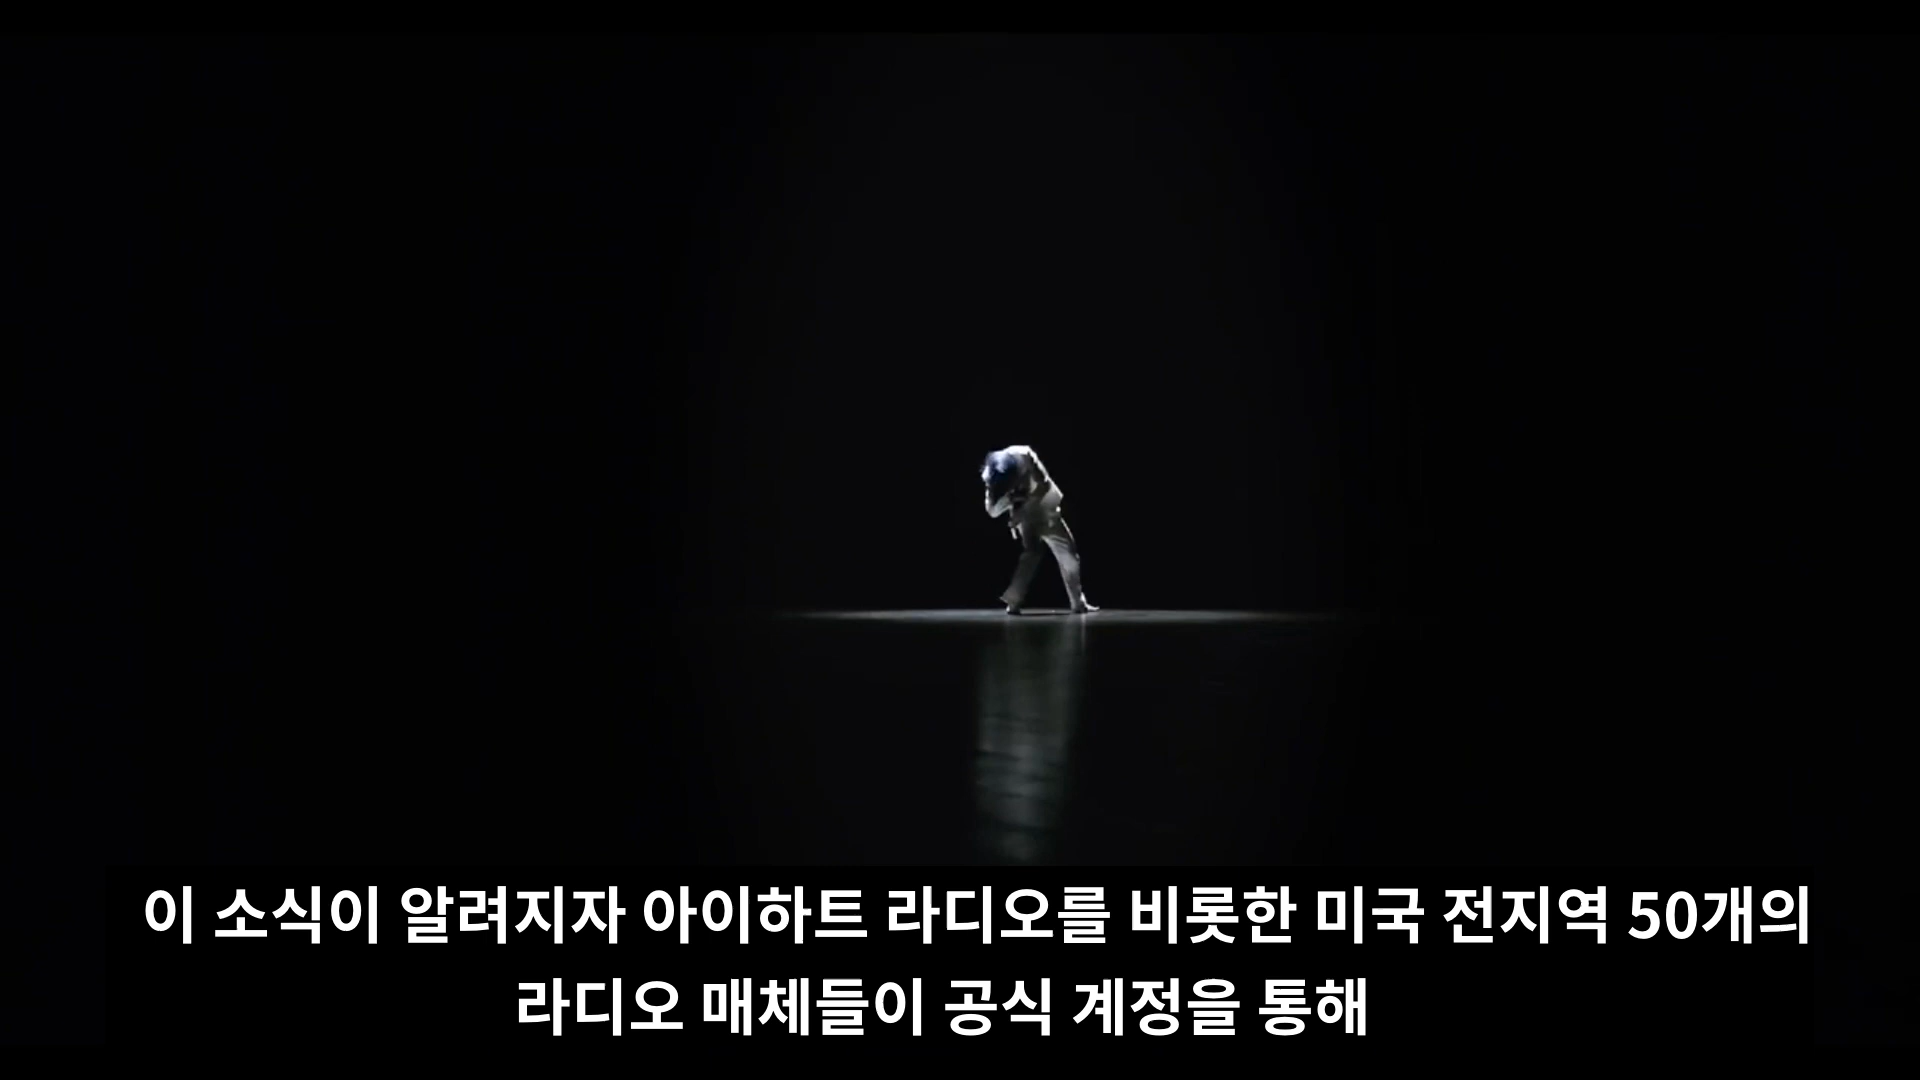 이 소식이 알려지자 아이하트 라디오를 비롯한 미국 전지역 50개의
라디오 매체들이 공식 계정을 통해